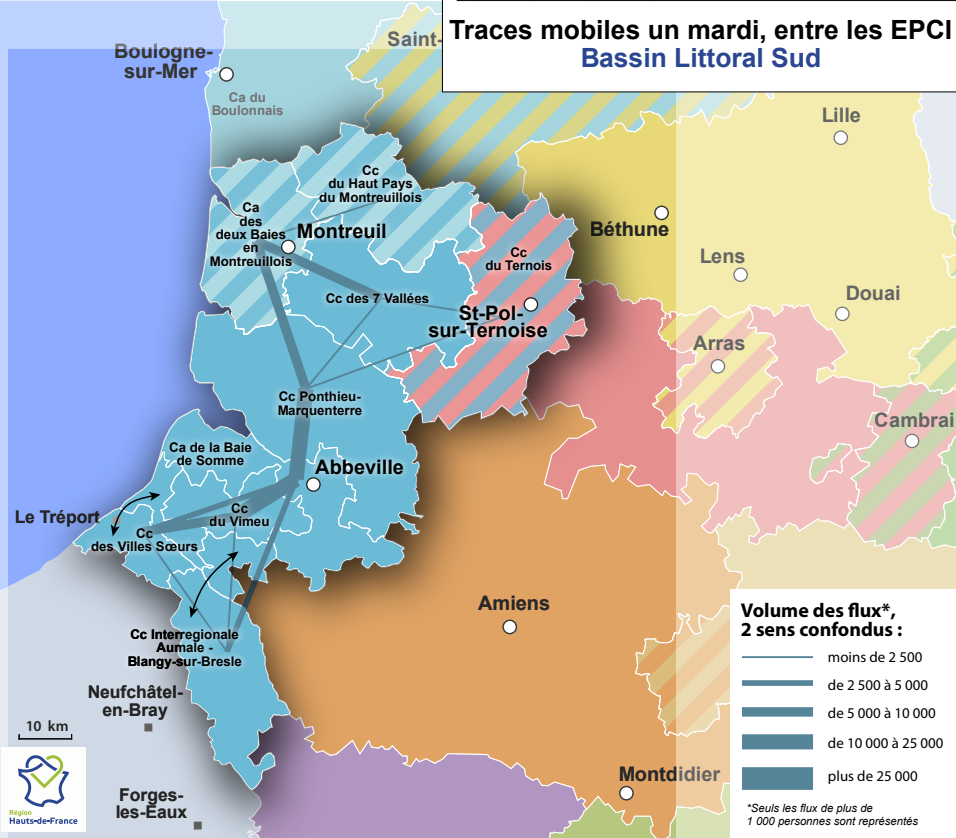 Traces mobiles un mardi, entre les EPCI
Bassin Littoral Sud
Boulogne-
sur-Mer
Ca du
Boulonnais
Saint-
Lille
Cc
du Haut Pays
du Montreuillois
Ca
des
deux Baies
en
Montreuillois
Montreuil
Béthune
Cc
du Ternois
Lens
Cc des 7 Vallées
Douai
St-Pol-
sur-Ternoise
Arras
Cc Ponthieu-
Marquenterre
Cambrai
Ca de la Baie
de Somme
Abbeville
Le Tréport
Cc
du Vimeu
Cc
des Villes Sœurs
Amiens
Cc Interregionale
Aumale -
Blangy-sur-Bresle
Neufchâtel-
en-Bray
10 km
Forges-
les-Eaux
Montdidier
Région
Hauts-de-France
Volume des flux*,
2 sens confondus :
moins de 2 500
de 2 500 à 5 000
de 5 000 à 10 000
de 10 000 à 25 000
plus de 25 000
*Seuls les flux de plus de
1 000 personnes sont représentés